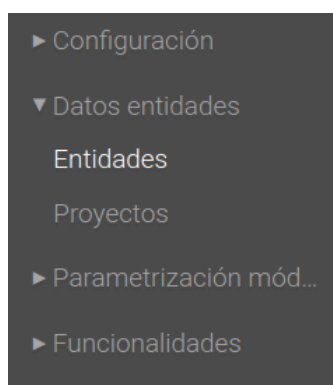 Configuración
Datos entidades
Entidades
Proyectos
Parametrización mód...
Funcionalidades